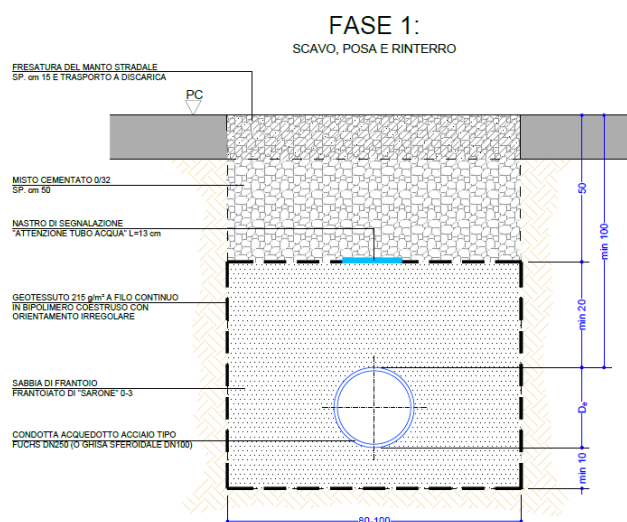 FASE 1:
SCAVO, POSA E RINTERRO
FRESATURA DEL MANTO STRADALE
SP. cm 15 E TRASPORTO A DISCARICA
PC
MISTO CEMENTATO 0/32
SP. cm 50
NASTRO DI SEGNALAZIONE
"ATTENZIONE TUBO ACQUA" L=13 cm
GEOTESSUTO 215 g/m² A FILO CONTINUO
IN BIPOLIMERO COESTRUSO CON
ORIENTAMENTO IRREGOLARE
SABBIA DI FRANTOIO
FRANTOIATO DI "SARONE" 0-3
CONDOTTA ACQUEDOTTO ACCIAIO TIPO
FUCHS DN250 (O GHISA SFEROIDALE DN100)
50
min 100
min 20
De
min 10
80-100